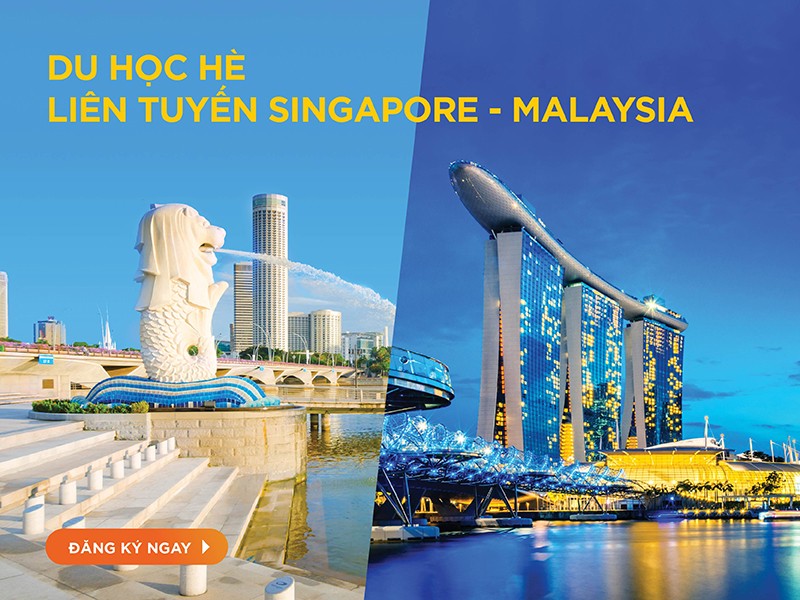 DU HỌC HÈ
LIÊN TUYẾN SINGAPORE - MALAYSIA
ĐĂNG KÝ NGAY